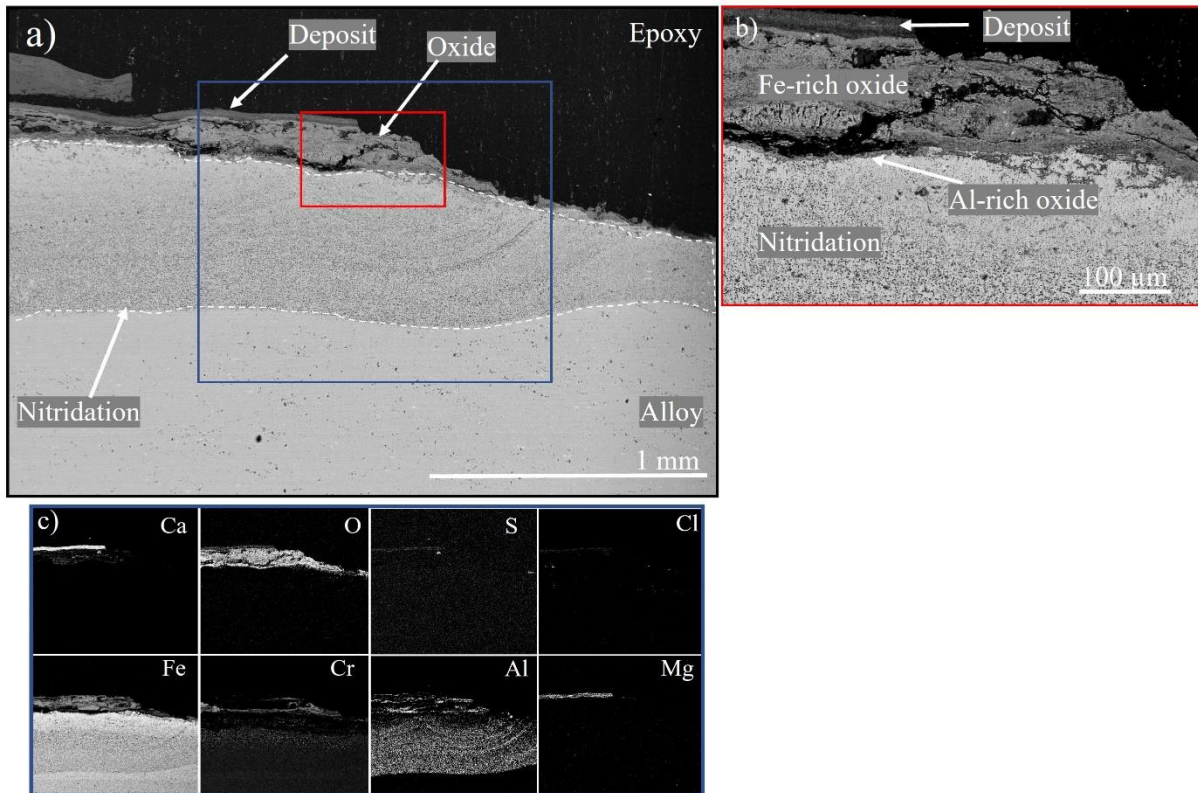 a)
Deposit
Oxide
Epoxy
Nitridation
Alloy
1 mm
b)
Deposit
Fe-rich oxide
Al-rich oxide
Nitridation
100 µm
c)
Ca
O
S
Cl
Fe
Cr
Al
Mg